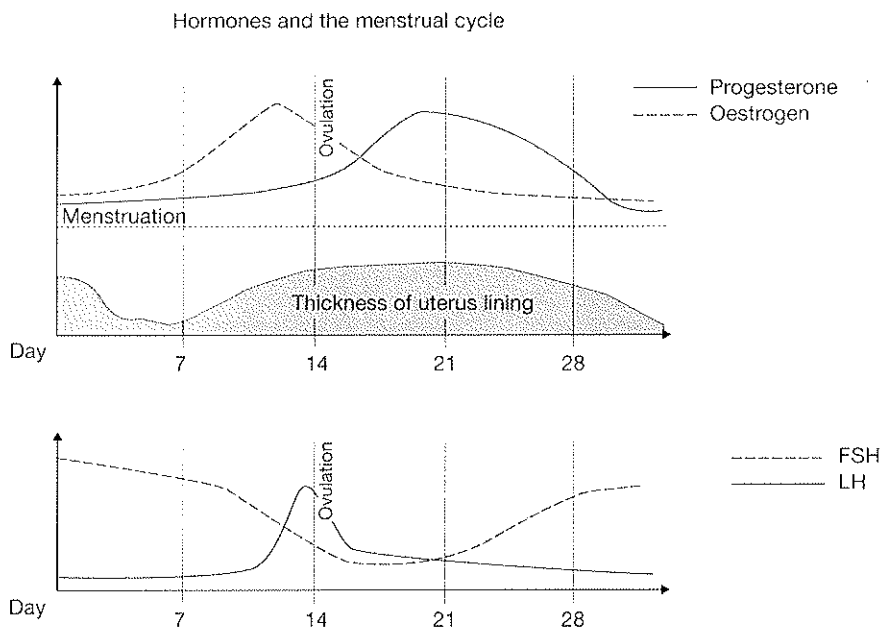 Hormones and the menstrual cycle
Progesterone
Oestrogen
Ovulation
Menstruation
Thickness of uterus lining
Day
7 14 21 28
FSH
LH
Ovulation
Day
7 14 21 28